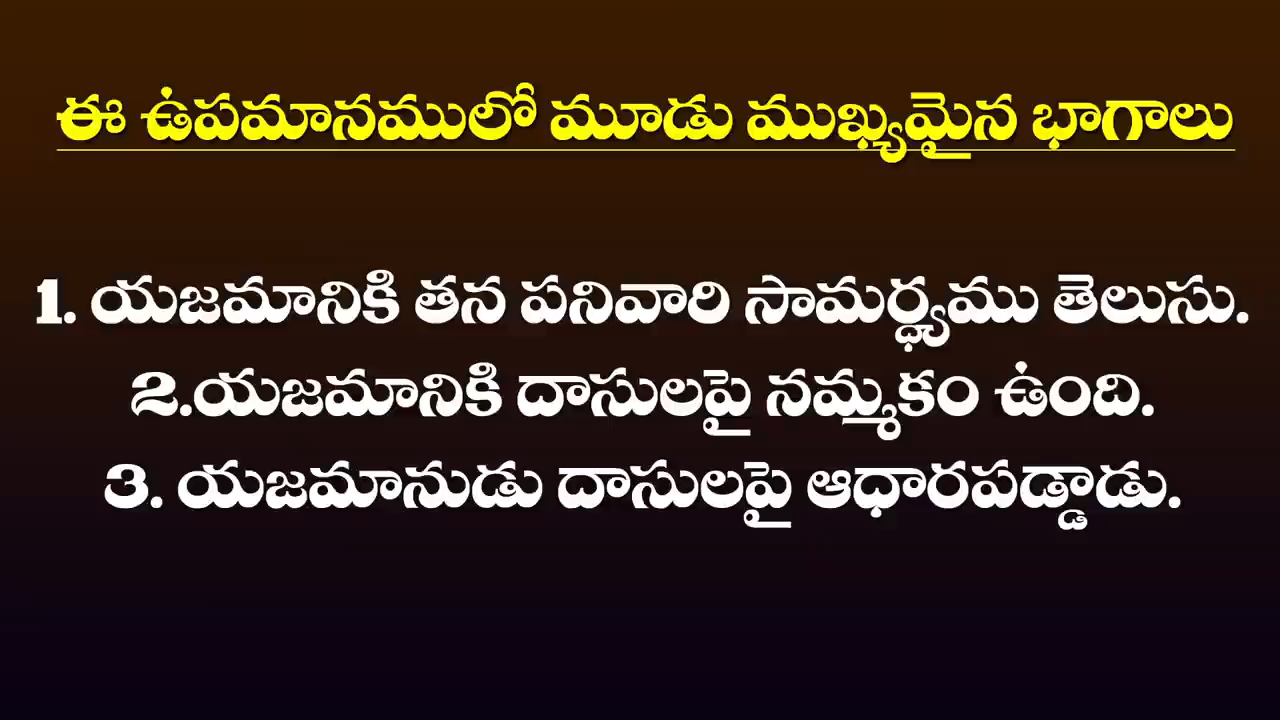 ఈ ఉపమానములో మూడు ముఖ్యమైన భాగాలు
1. యజమానికి తన పనివారి సామర్థ్యము తెలుసు.
2.యజమానికి దాసులపై నమ్మకం ఉంది.
3. యజమానుడు దాసులపై ఆధారపడ్డాడు.